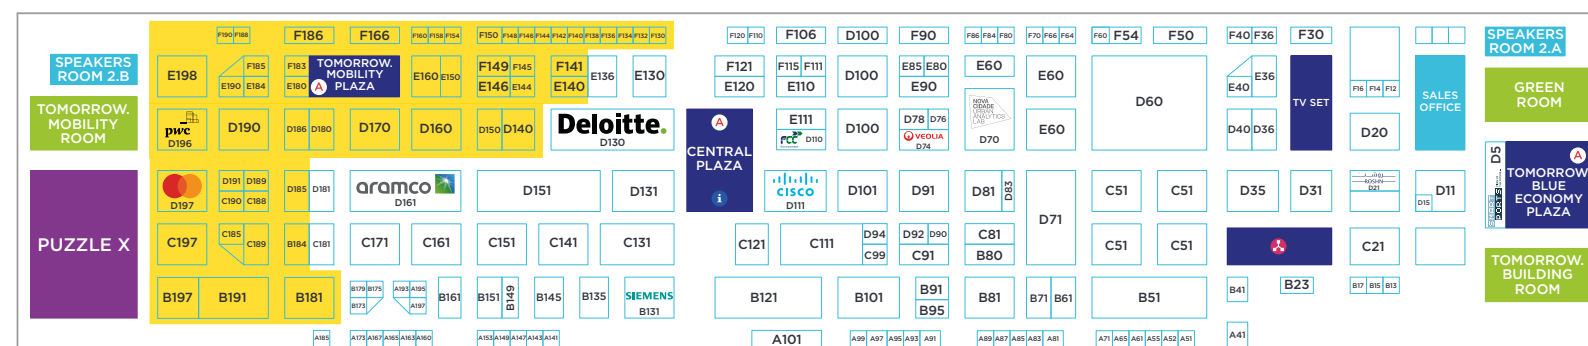 F190 F188 F186 F166 F160 F158 F154 F150 F148 F146 F144 F142 F140 F138 F136 F134 F132 F130 F120 F110 F106 D100 F90 F86 F84 F80 F70 F66 F64 F60 F54 F50 F40 F36 F30
SPEAKERS
ROOM 2.B
SPEAKERS
ROOM 2.A
E198 F185 F183 TOMORROW.
MOBILITY
PLAZA
A
E190 E184 E180 E160 E150 F149 F145 F141 E136 E130
E146 E144 E140
F121 F115 F111 D100 E85 E80 E60 E60 D60 E36
E120 E110 E90 E40 TV SET F16 F14 F12 SALES
OFFICE
GREEN
ROOM
TOMORROW.
MOBILITY
ROOM
pwc
D196 D190 D186 D180 D170 D160 D150 D140 Deloitte.
D130
A
CENTRAL
PLAZA
i
E111 D100 D78 D76 NOVA
CIDADE
URBAN
ANALYTICS
LAB
D70 E60 D40 D36 D20
FCC D110 VEOLIA
D74
PUZZLE X
D197 D191 D189 D185 D181 aramco
D161 D151 D131
C190 C188
CISCO
D111 D101 D91 D81 D83 D71 C51 C51 D35 D31 ROSHN
D21 D15 D11
D5
PORTS
A
TOMORROW.
BLUE
ECONOMY
PLAZA
C197 C185 C189 B184 C181 C171 C161 C151 C141 C131 C121 C111 D94 D92 D90 C81 C51 C51 C21
C99 C91 B80
TOMORROW.
BUILDING
ROOM
B197 B191 B181 B179 B175 A193 A195 B161 B151 B149 B145 B135 SIEMENS
B131
B173 A197
B121 B101 B91 B81 B71 B61 B51 B41 B23 B17 B15 B13
B95
A185 A173 A167 A165 A163 A160 A153 A149 A147 A143 A141 A101 A99 A97 A95 A93 A91 A89 A87 A85 A83 A81 A71 A65 A61 A55 A52 A51 A41